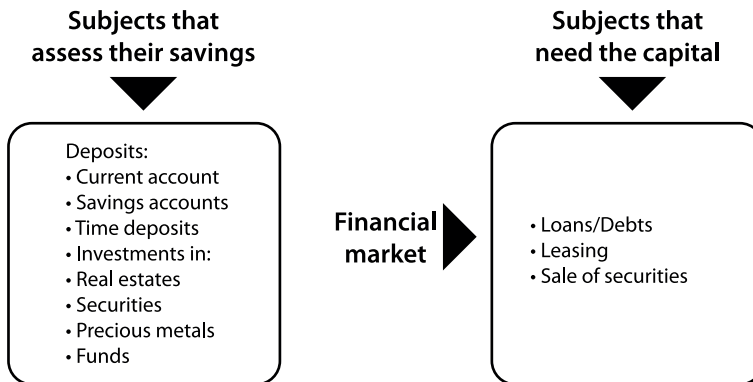 Subjects that
assess their savings
Deposits:
• Current account
• Savings accounts
• Time deposits
• Investments in:
• Real estates
• Securities
• Precious metals
• Funds
Financial
market
Subjects that
need the capital
• Loans/Debts
• Leasing
• Sale of securities